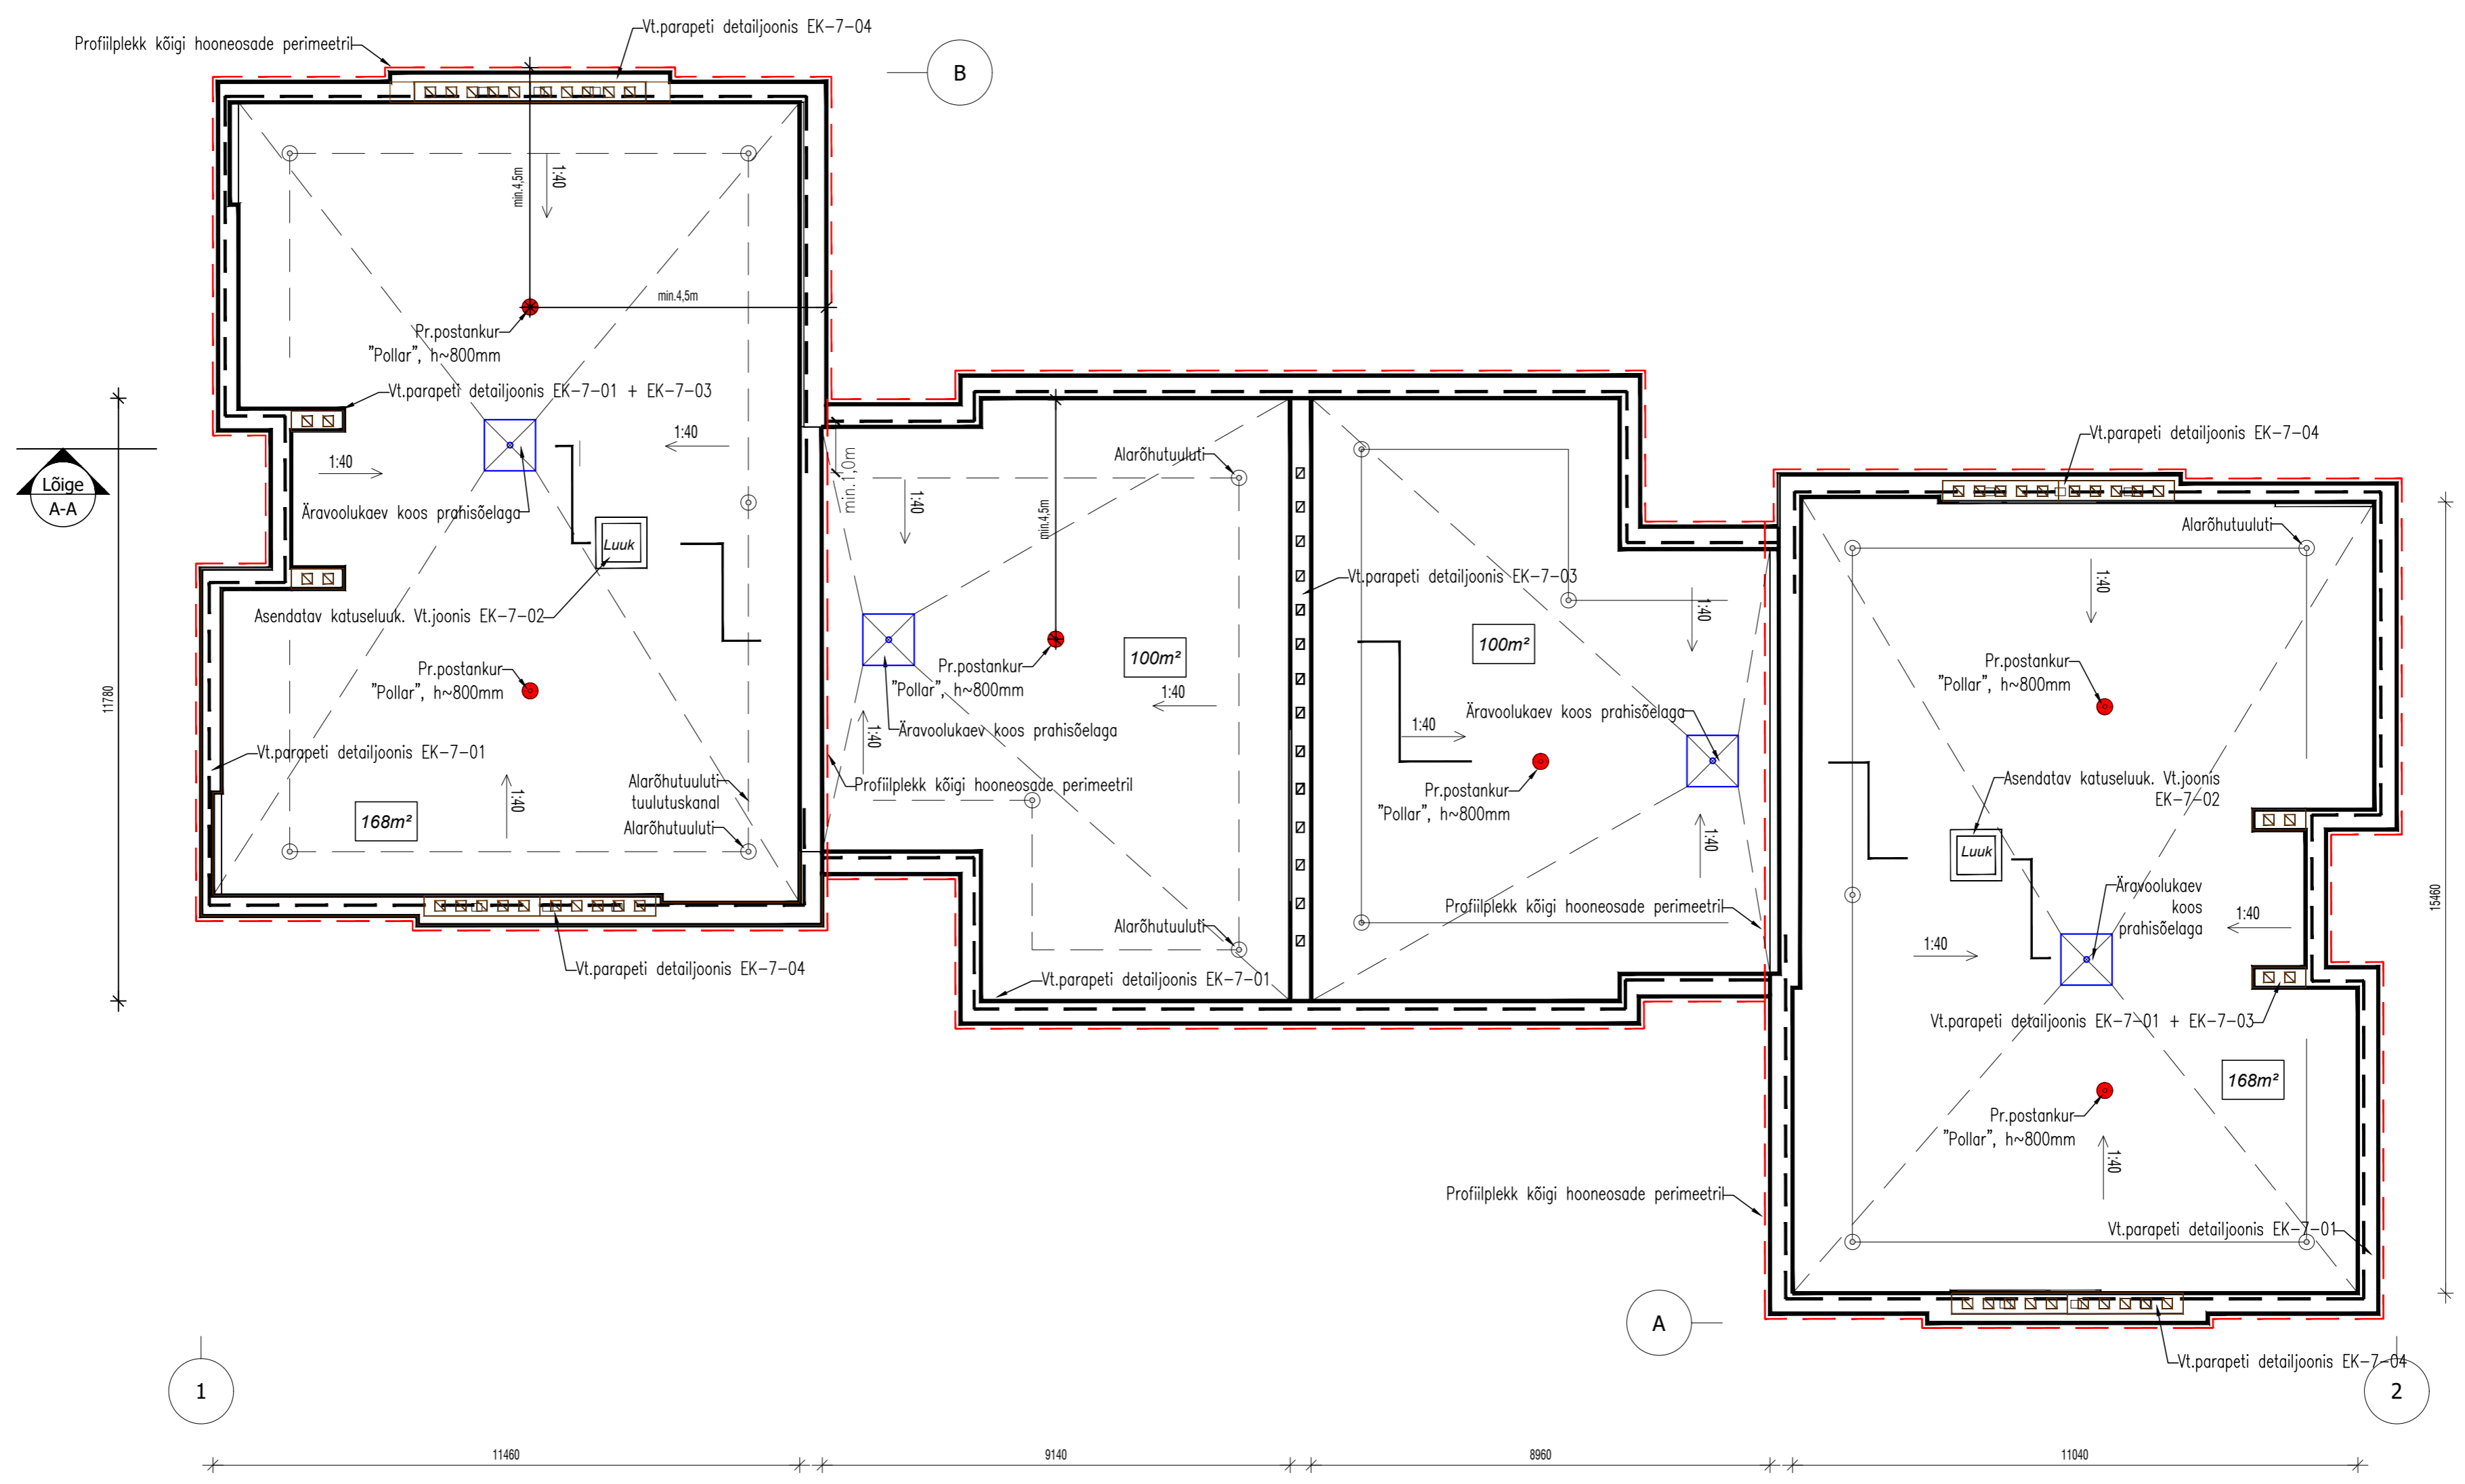 Vt.parapeti detailjoonis EK-7-04
Profiilplekk kõigi hooneosade perimeetril
B
min.4,5m
1:40
min.4,5m
Pr.postankur
"Pollar", h~800mm
Vt.parapeti detailjoonis EK-7-01 + EK-7-03
1:40
1:40
Lõige
A-A
Äravoolukaev koos prahisõelaga
Luuk
Asendatav katuseluuk. Vt.joonis EK-7-02
Pr.postankur
"Pollar", h~800mm
11780
Vt.parapeti detailjoonis EK-7-01
Alarõhutuuluti
tuulutuskanal
Alarõhutuuluti
168m²
1:40
Vt.parapeti detailjoonis EK-7-04
min.1,0m
1:40
Alarõhutuuluti
min.4,5m
Vt.parapeti detailjoonis EK-7-03
100m²
Pr.postankur
"Pollar", h~800mm
1:40
Äravoolukaev koos prahisõelaga
1:40
Profiilplekk kõigi hooneosade perimeetril
Alarõhutuuluti
Vt.parapeti detailjoonis EK-7-01
1:40
100m²
Äravoolukaev koos prahisõelaga
1:40
Pr.postankur
"Pollar", h~800mm
1:40
Profiilplekk kõigi hooneosade perimeetril
Vt.parapeti detailjoonis EK-7-04
Alarõhutuuluti
1:40
Pr.postankur
"Pollar", h~800mm
Asendatav katuseluuk. Vt.joonis
EK-7-02
Luuk
Äravoolukaev
koos
prahisõelaga
1:40
1:40
15460
Vt.parapeti detailjoonis EK-7-01 + EK-7-03
168m²
Pr.postankur
"Pollar", h~800mm
1:40
Profiilplekk kõigi hooneosade perimeetril
Vt.parapeti detailjoonis EK-7-01
A
Vt.parapeti detailjoonis EK-7-04
1
2
11460
9140
8960
11040